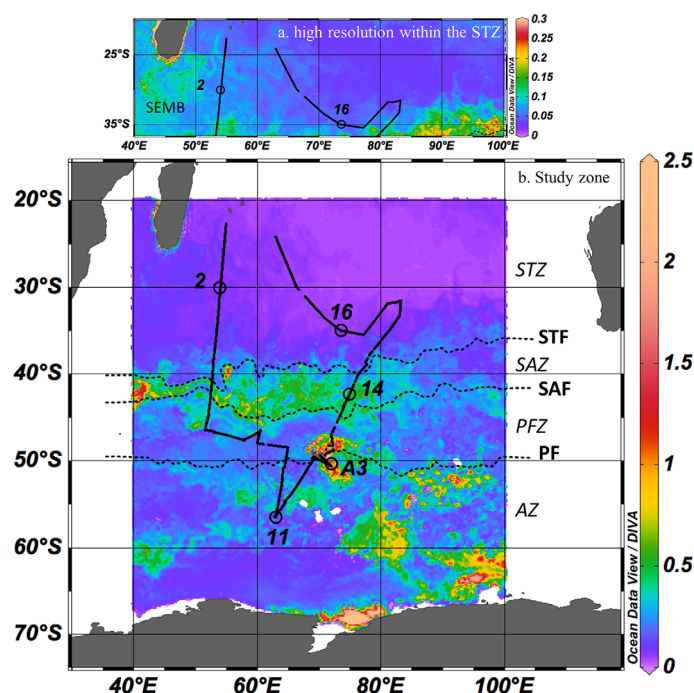 a. high resolution within the STZ
25°S
35°S
2
16
SEMB
40°E
50°E
60°E
70°E
80°E
90°E
100°E
0.3
0.25
0.2
0.15
0.1
0.05
0
Ocean Data View / DIVA
b. Study zone
20°S
30°S
40°S
50°S
60°S
70°S
2
16
14
A3
11
STZ
STF
SAZ
SAF
PFZ
PF
AZ
40°E
60°E
80°E
100°E
2.5
2
1.5
1
0.5
0
Ocean Data View / DIVA